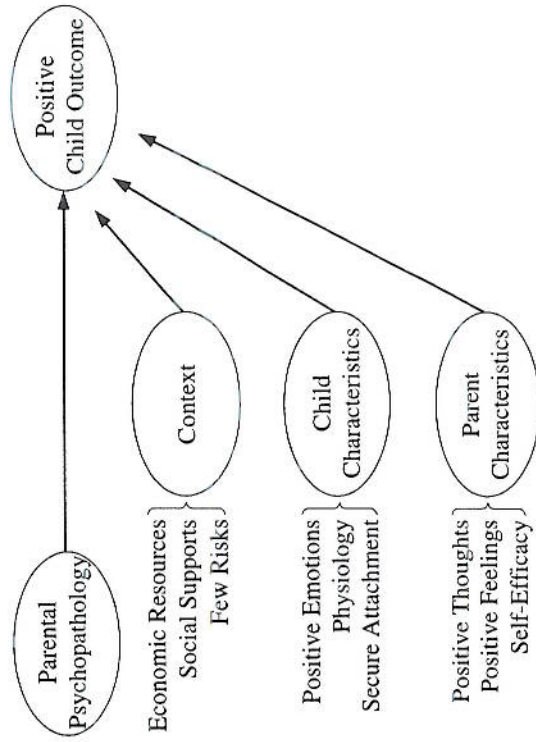 Parental
Psychopathology
Positive
Child Outcome
Economic Resources
Social Supports
Few Risks
Context
Positive Emotions
Physiology
Secure Attachment
Child
Characteristics
Positive Thoughts
Positive Feelings
Self-Efficacy
Parent
Characteristics